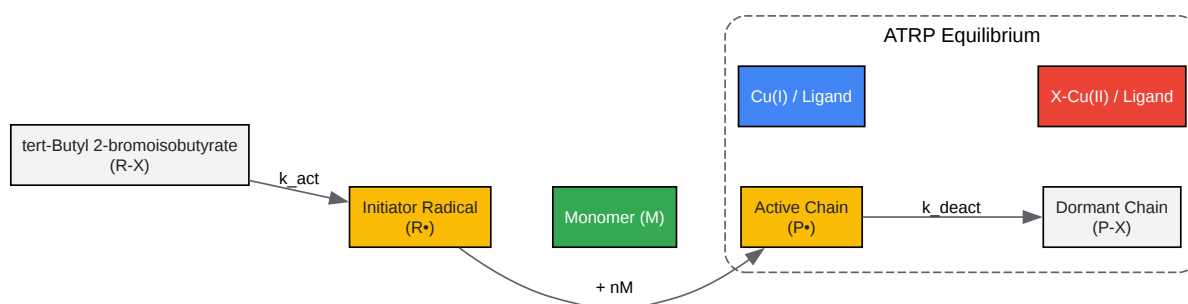 ATRP Equilibrium
Cu(I) / Ligand
X-Cu(II) / Ligand
tert-Butyl 2-bromoisobutyrate
(R-X)
k_act
Initiator Radical
(R•)
Monomer (M)
Active Chain
(P•)
k_deact
Dormant Chain
(P-X)
+ nM